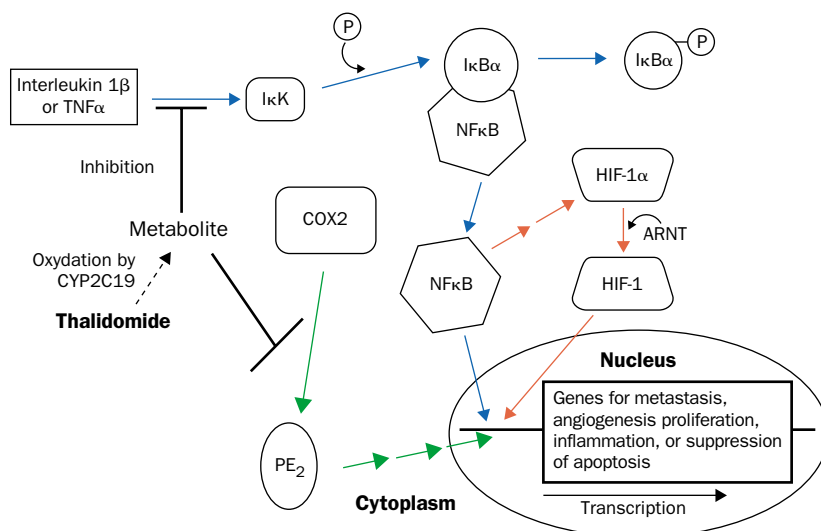 P
Interleukin 1β
or TNFα
IκK
IκBα
IκBα
P
NFκB
Inhibition
HIF-1α
COX2
Metabolite
ARNT
Oxydation by
CYP2C19
NFκB
HIF-1
Thalidomide
Nucleus
Genes for metastasis,
angiogenesis proliferation,
inflammation, or suppression
of apoptosis
PE2
Cytoplasm
Transcription